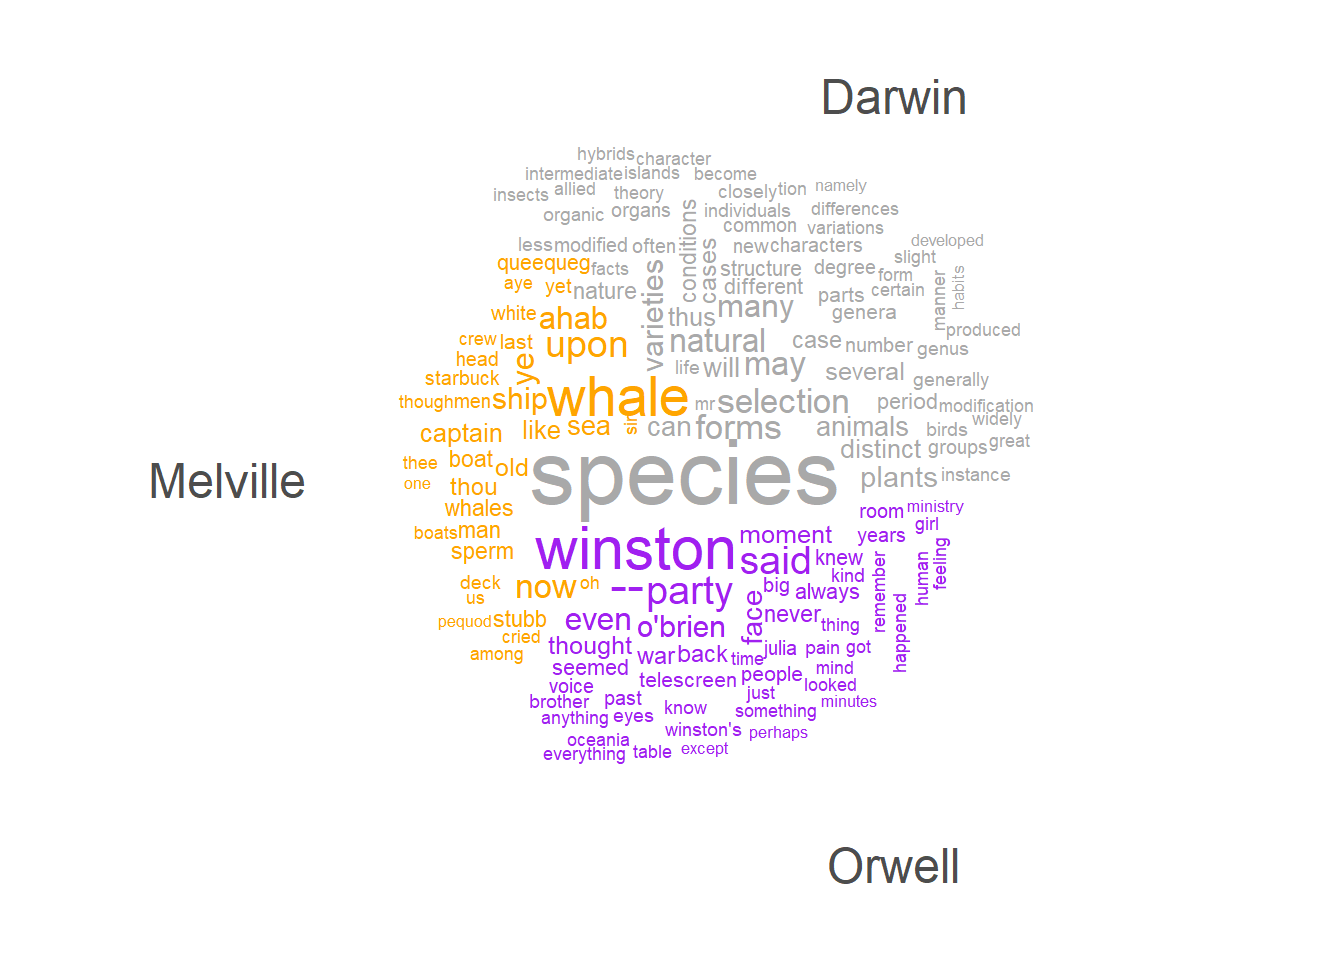 Darwin
hybrids character
intermediate islands become
insects allied theory closely tion namely
organic organs individuals differences
conditions common variations
less modified often cases new characters developed
queequeg facts varieties structure degree slight
aye yet nature different form certain manner habits
white ahab thus many parts genera
crew last upon natural case number produced
head ye life will may genus
starbuck several generally
though men ship whale mr selection period modification
captain like sea sir can forms animals birds widely
thee boat old distinct groups great
Melville
one thou species plants instance
whales room ministry
boats man winston moment years girl
sperm said knew feeling
deck now oh -- party big kind always remember human
us
pequod stubb even o'brien face never thing happened
cried thought war back time julia pain got
among seemed telescreen people mind
voice looked
brother past know just minutes
anything eyes something
oceania winston's perhaps
everything table except
Orwell